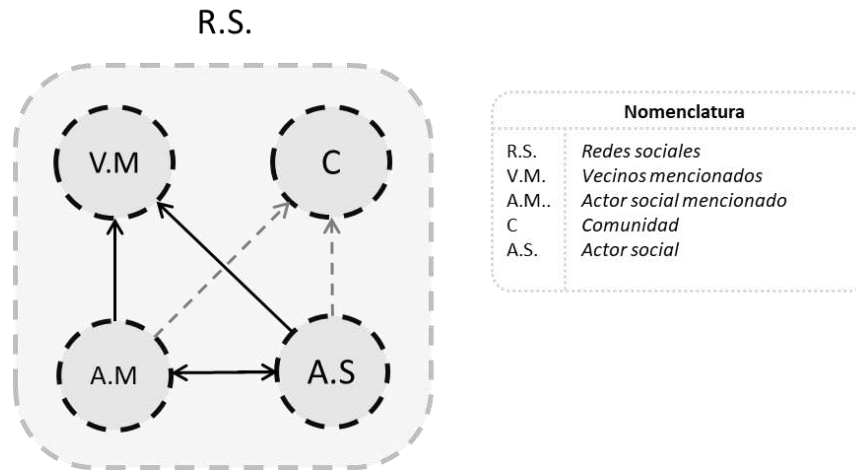 R.S.
V.M
C
A.M
A.S
Nomenclatura
R.S. Redes sociales
V.M. Vecinos mencionados
A.M.. Actor social mencionado
C Comunidad
A.S. Actor social